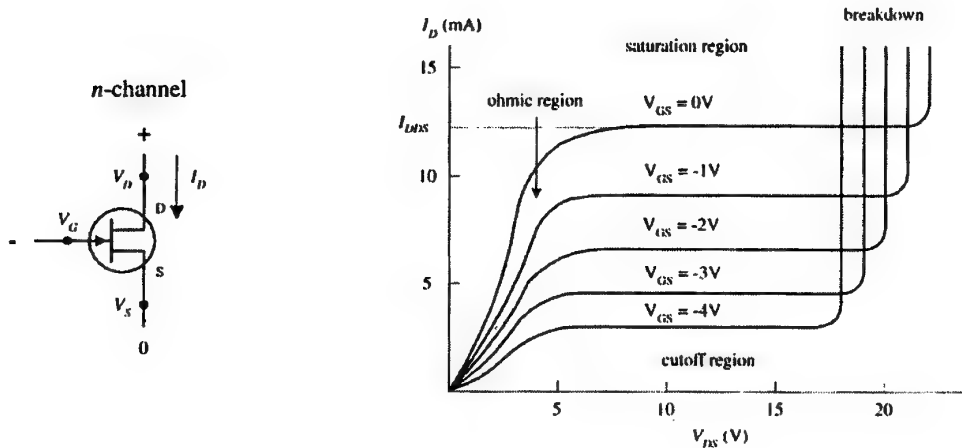 n-channel
+
V_D
I_D
D
V_G
-
S
V_S
0
I_D (mA)
breakdown
saturation region
15
ohmic region
V_GS = 0V
I_DDS
10
V_GS = -1V
V_GS = -2V
5
V_GS = -3V
V_GS = -4V
cutoff region
5
10
15
20
V_DS (V)